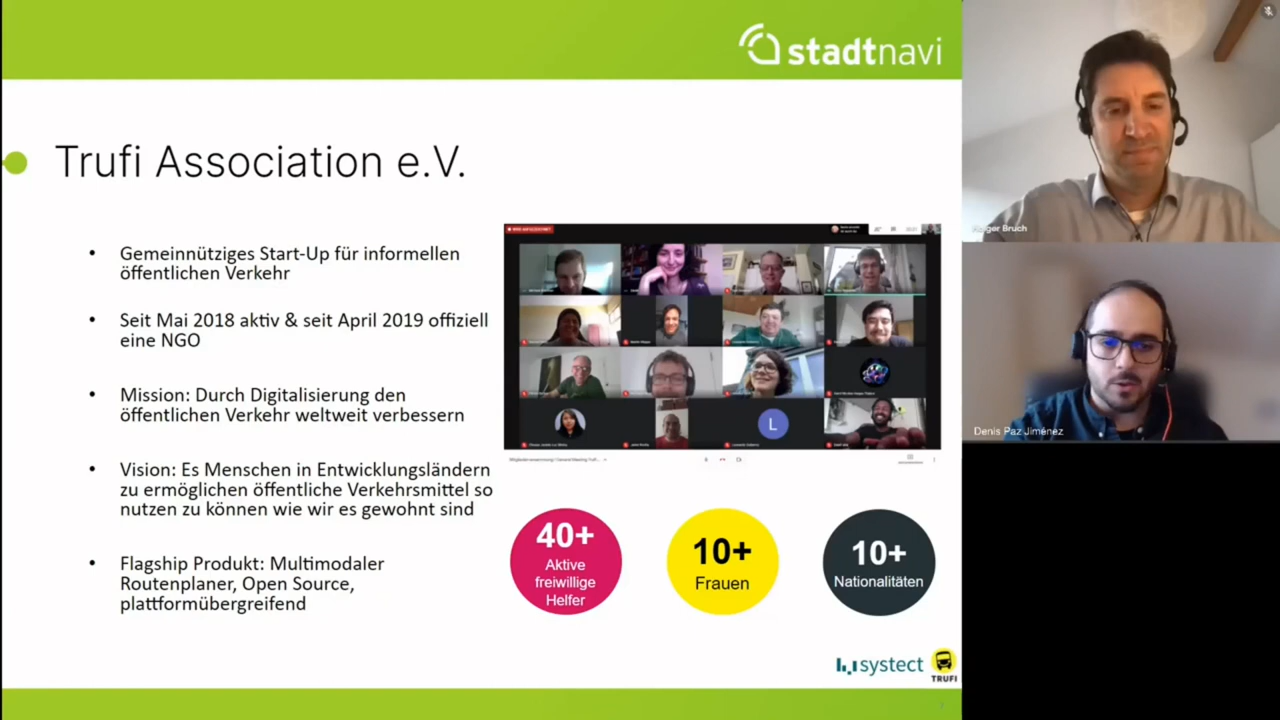 stadtnavi
Trufi Association e.V.
• Gemeinnütziges Start-Up für informellen
öffentlichen Verkehr
• Seit Mai 2018 aktiv & seit April 2019 offiziell
eine NGO
• Mission: Durch Digitalisierung den
öffentlichen Verkehr weltweit verbessern
• Vision: Es Menschen in Entwicklungsländern
zu ermöglichen öffentliche Verkehrsmittel so
nutzen zu können wie wir es gewohnt sind
• Flagship Produkt: Multimodaler
Routenplaner, Open Source,
plattformübergreifend
L
40+
Aktive
freiwillige
Helfer
10+
Frauen
10+
Nationalitäten
systect
TRUFI
7
Bruch
Denis Paz Jiménez